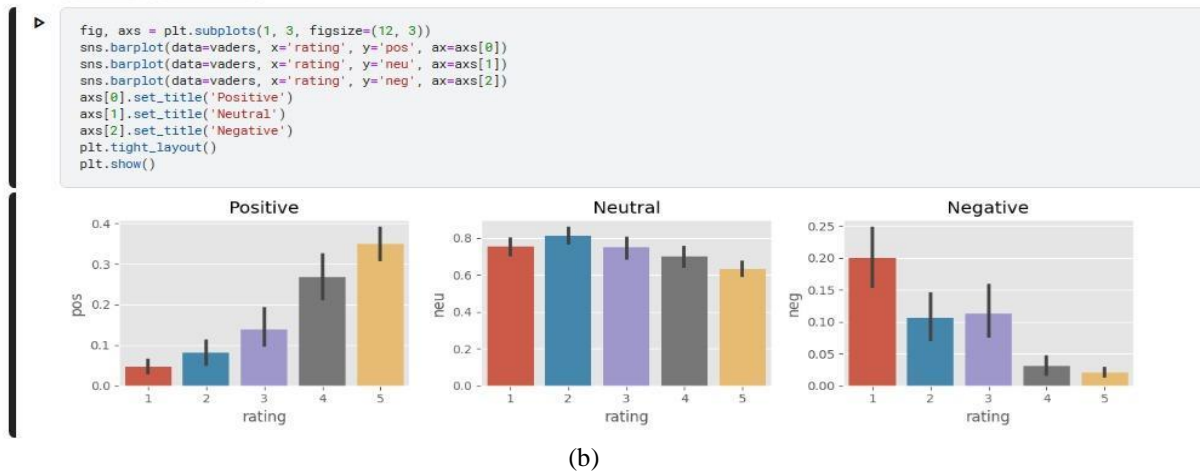 fig, axs = plt.subplots(1, 3, figsize=(12, 3))
sns.barplot(data=vaders, x='rating', y='pos', ax=axs[0])
sns.barplot(data=vaders, x='rating', y='neu', ax=axs[1])
sns.barplot(data=vaders, x='rating', y='neg', ax=axs[2])
axs[0].set_title('Positive')
axs[1].set_title('Neutral')
axs[2].set_title('Negative')
plt.tight_layout()
plt.show()
Positive
0.4
0.3
0.2
0.1
0.0
pos
1 2 3 4 5
rating
Neutral
0.8
0.6
0.4
0.2
0.0
neu
1 2 3 4 5
rating
Negative
0.25
0.20
0.15
0.10
0.05
0.00
neg
1 2 3 4 5
rating
(b)